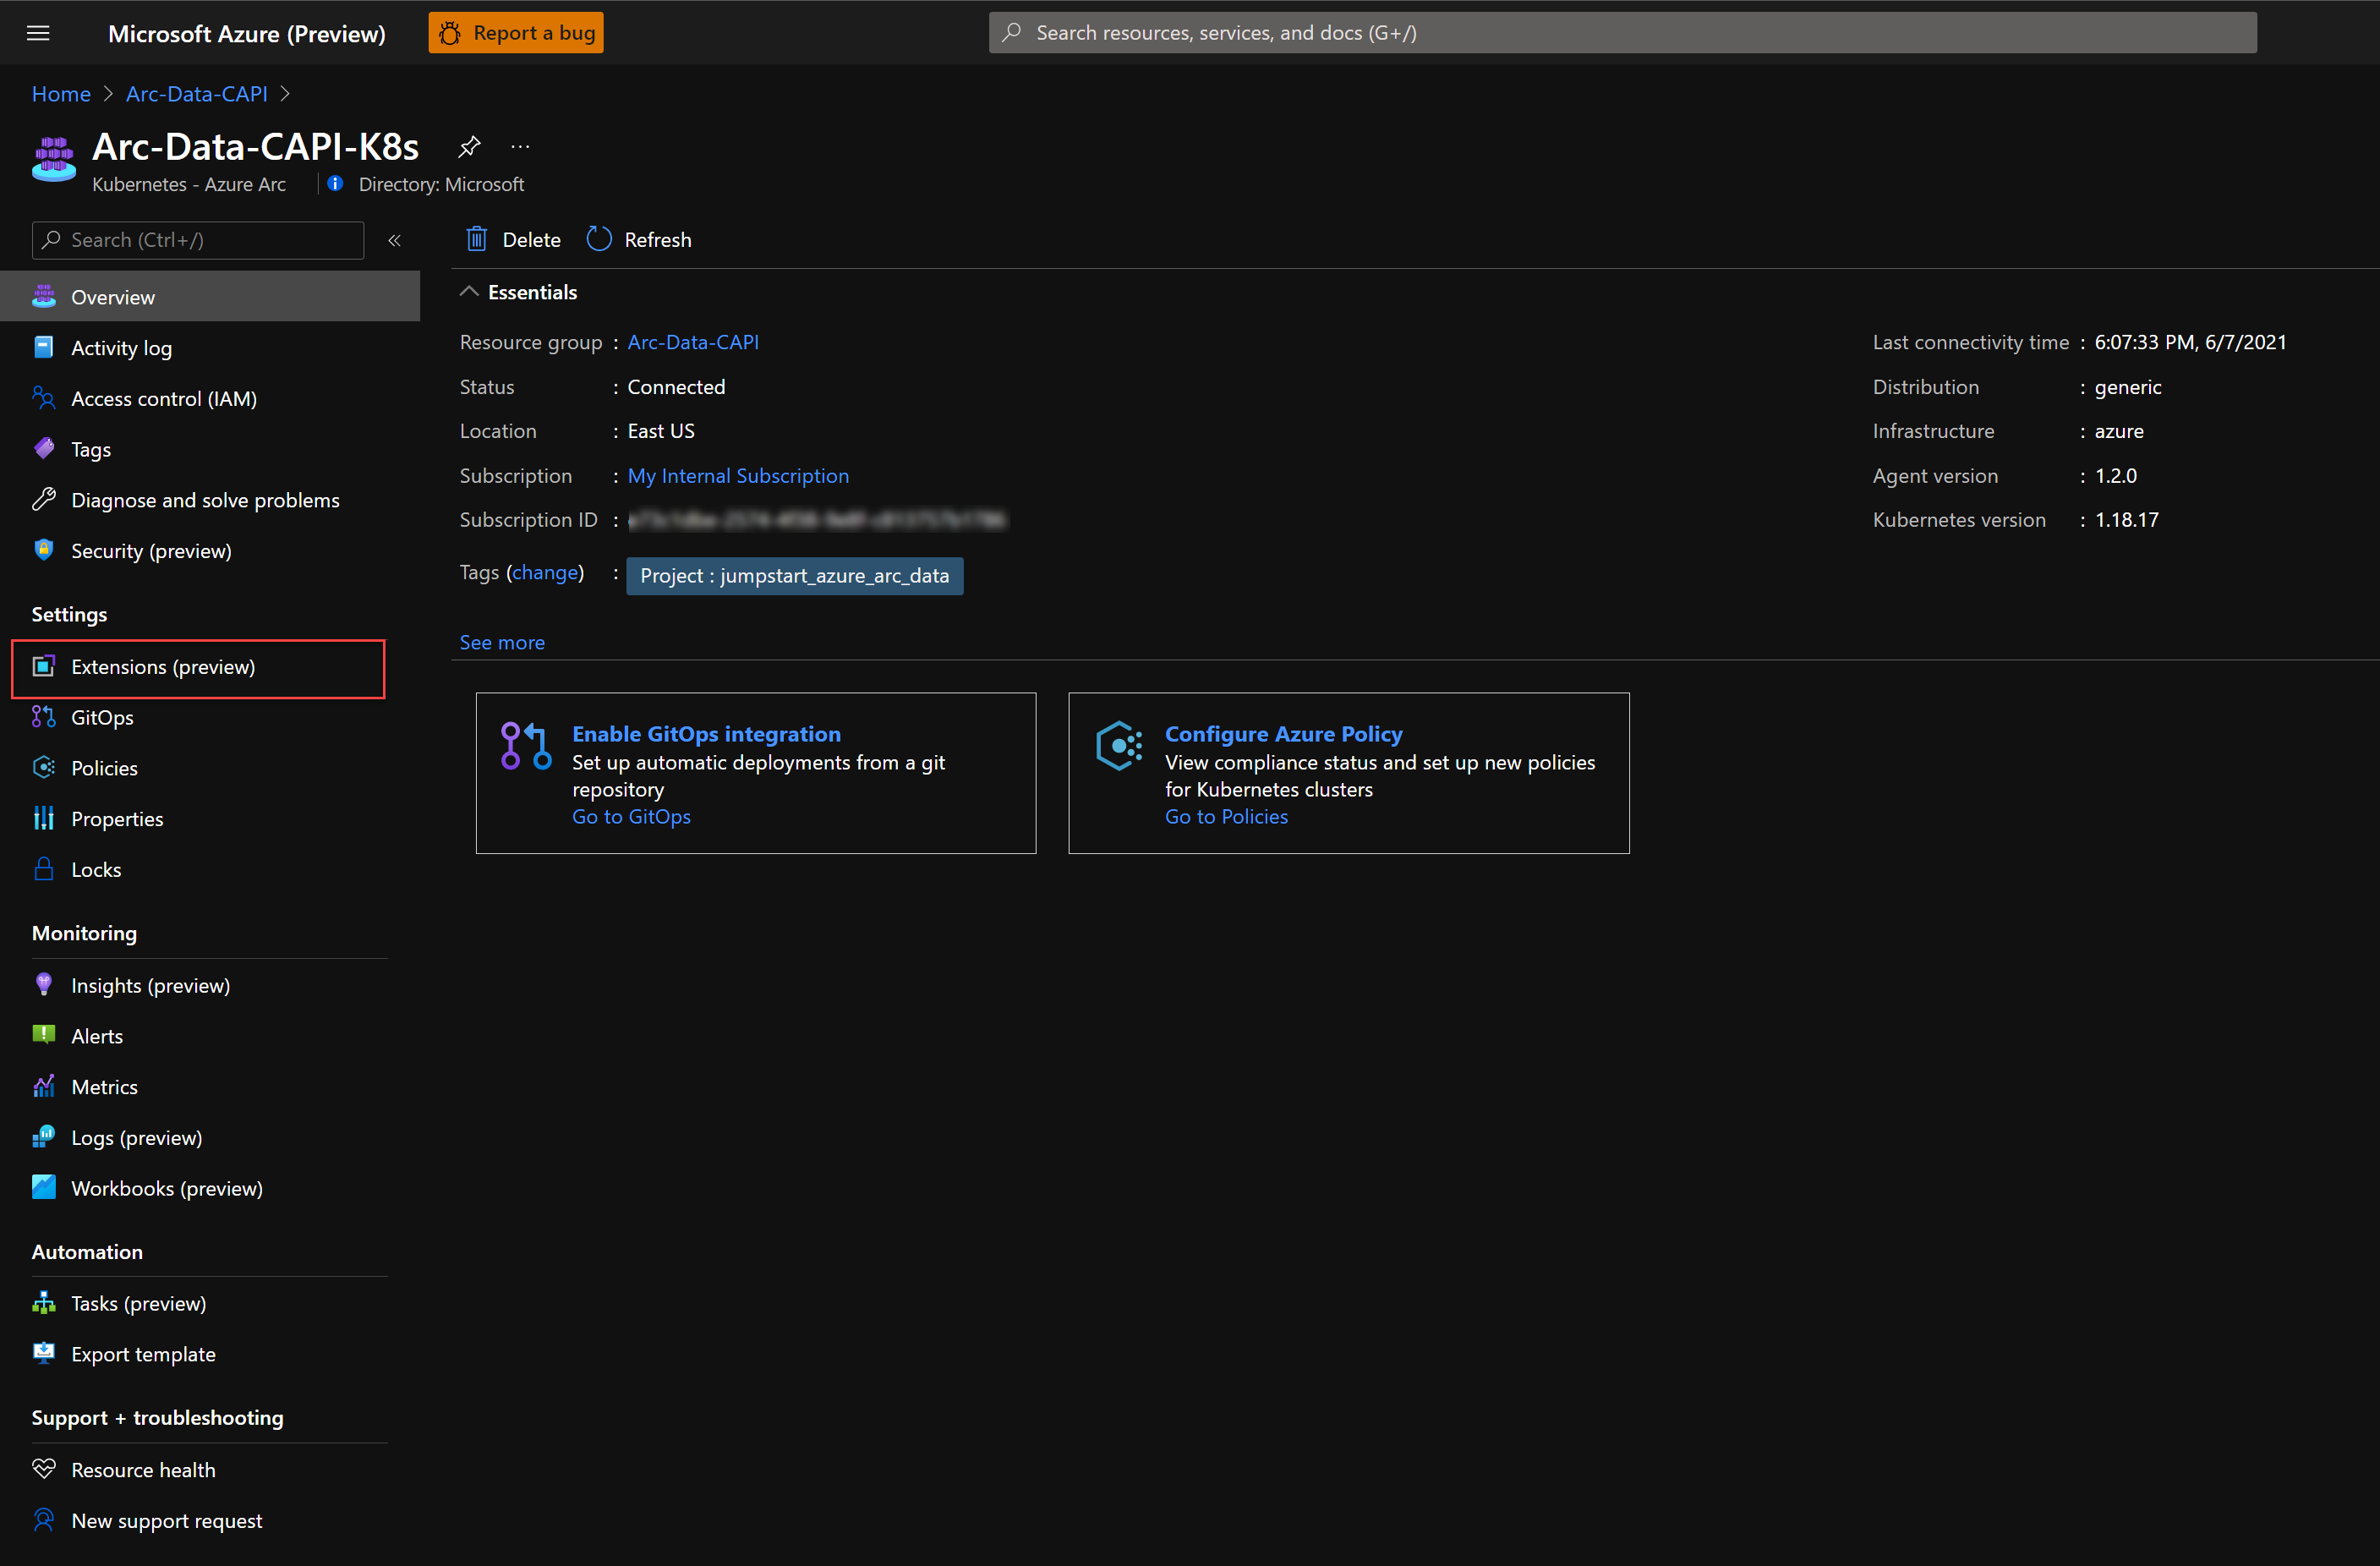 Microsoft Azure (Preview)
Report a bug
Search resources, services, and docs (G+/)
Home > Arc-Data-CAPI >
Arc-Data-CAPI-K8s
Kubernetes - Azure Arc
Directory: Microsoft
Search (Ctrl+/)
Overview
Activity log
Access control (IAM)
Tags
Diagnose and solve problems
Security (preview)
Settings
Extensions (preview)
GitOps
Policies
Properties
Locks
Monitoring
Insights (preview)
Alerts
Metrics
Logs (preview)
Workbooks (preview)
Automation
Tasks (preview)
Export template
Support + troubleshooting
Resource health
New support request
Delete
Refresh
Essentials
Resource group : Arc-Data-CAPI
Status : Connected
Location : East US
Subscription : My Internal Subscription
Subscription ID :
Tags (change) : Project : jumpstart_azure_arc_data
See more
Last connectivity time : 6:07:33 PM, 6/7/2021
Distribution : generic
Infrastructure : azure
Agent version : 1.2.0
Kubernetes version : 1.18.17
Enable GitOps integration
Set up automatic deployments from a git
repository
Go to GitOps
Configure Azure Policy
View compliance status and set up new policies
for Kubernetes clusters
Go to Policies